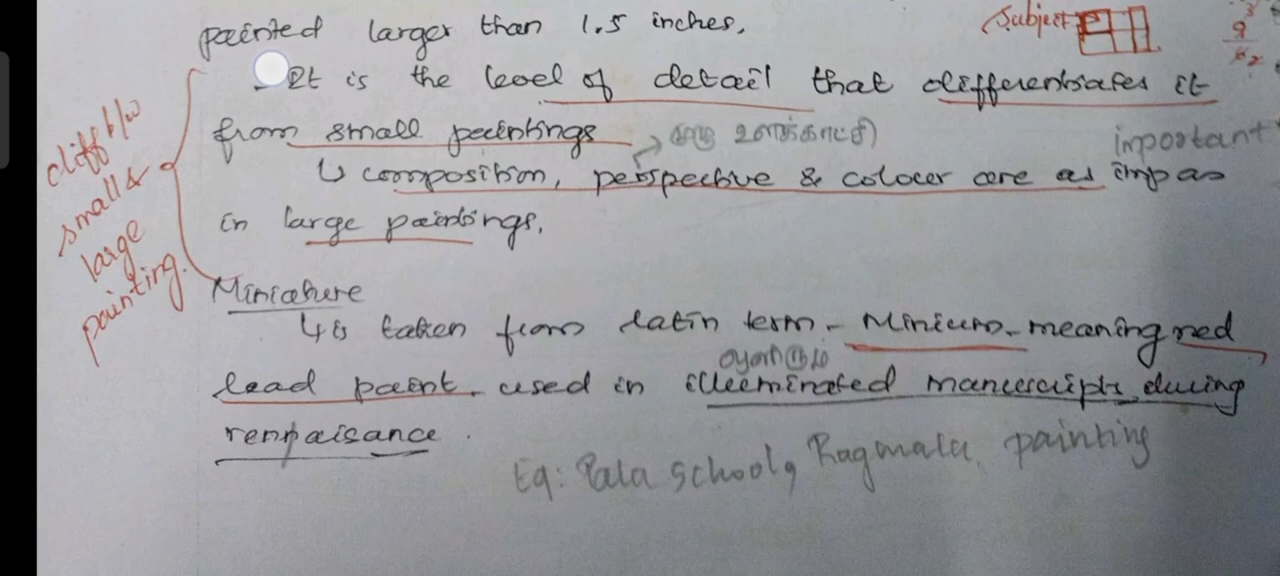 painted larger than 1.5 inches.
Subject
9
It is the level of detail that differentiates it
from small paintings
important
↳ composition, perspective & colour are as imp as
in large paintings.
diff b/w
small &
large
painting.
Miniature
↳ is taken from latin term - Minium - meaning red
lead paint used in illuminated manuscripts during
rennaisance.
Eg: Pala school, Ragmala painting